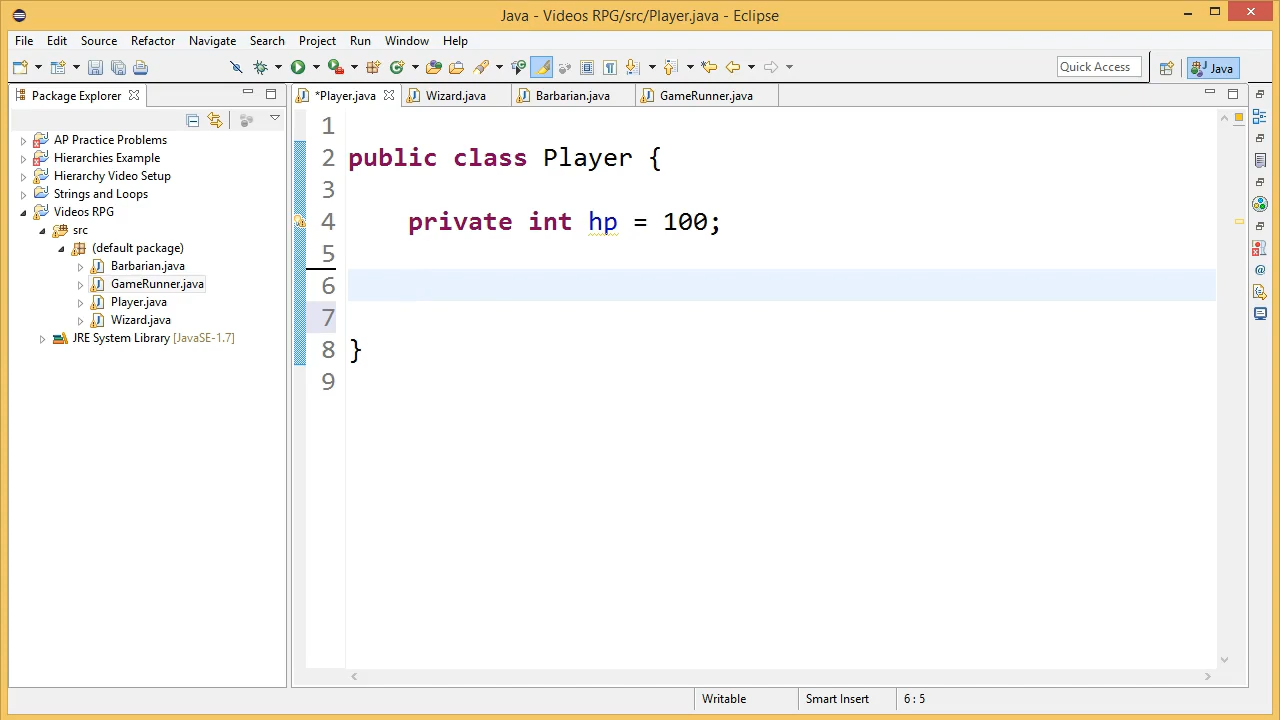 Java - Videos RPG/src/Player.java - Eclipse
File Edit Source Refactor Navigate Search Project Run Window Help
Quick Access
Java
Package Explorer
*Player.java
Wizard.java
Barbarian.java
GameRunner.java
AP Practice Problems
Hierarchies Example
Hierarchy Video Setup
Strings and Loops
Videos RPG
src
(default package)
Barbarian.java
GameRunner.java
Player.java
Wizard.java
JRE System Library [JavaSE-1.7]
1
2 public class Player {
3
4 private int hp = 100;
5
6
7
8 }
9
Writable Smart Insert 6 : 5